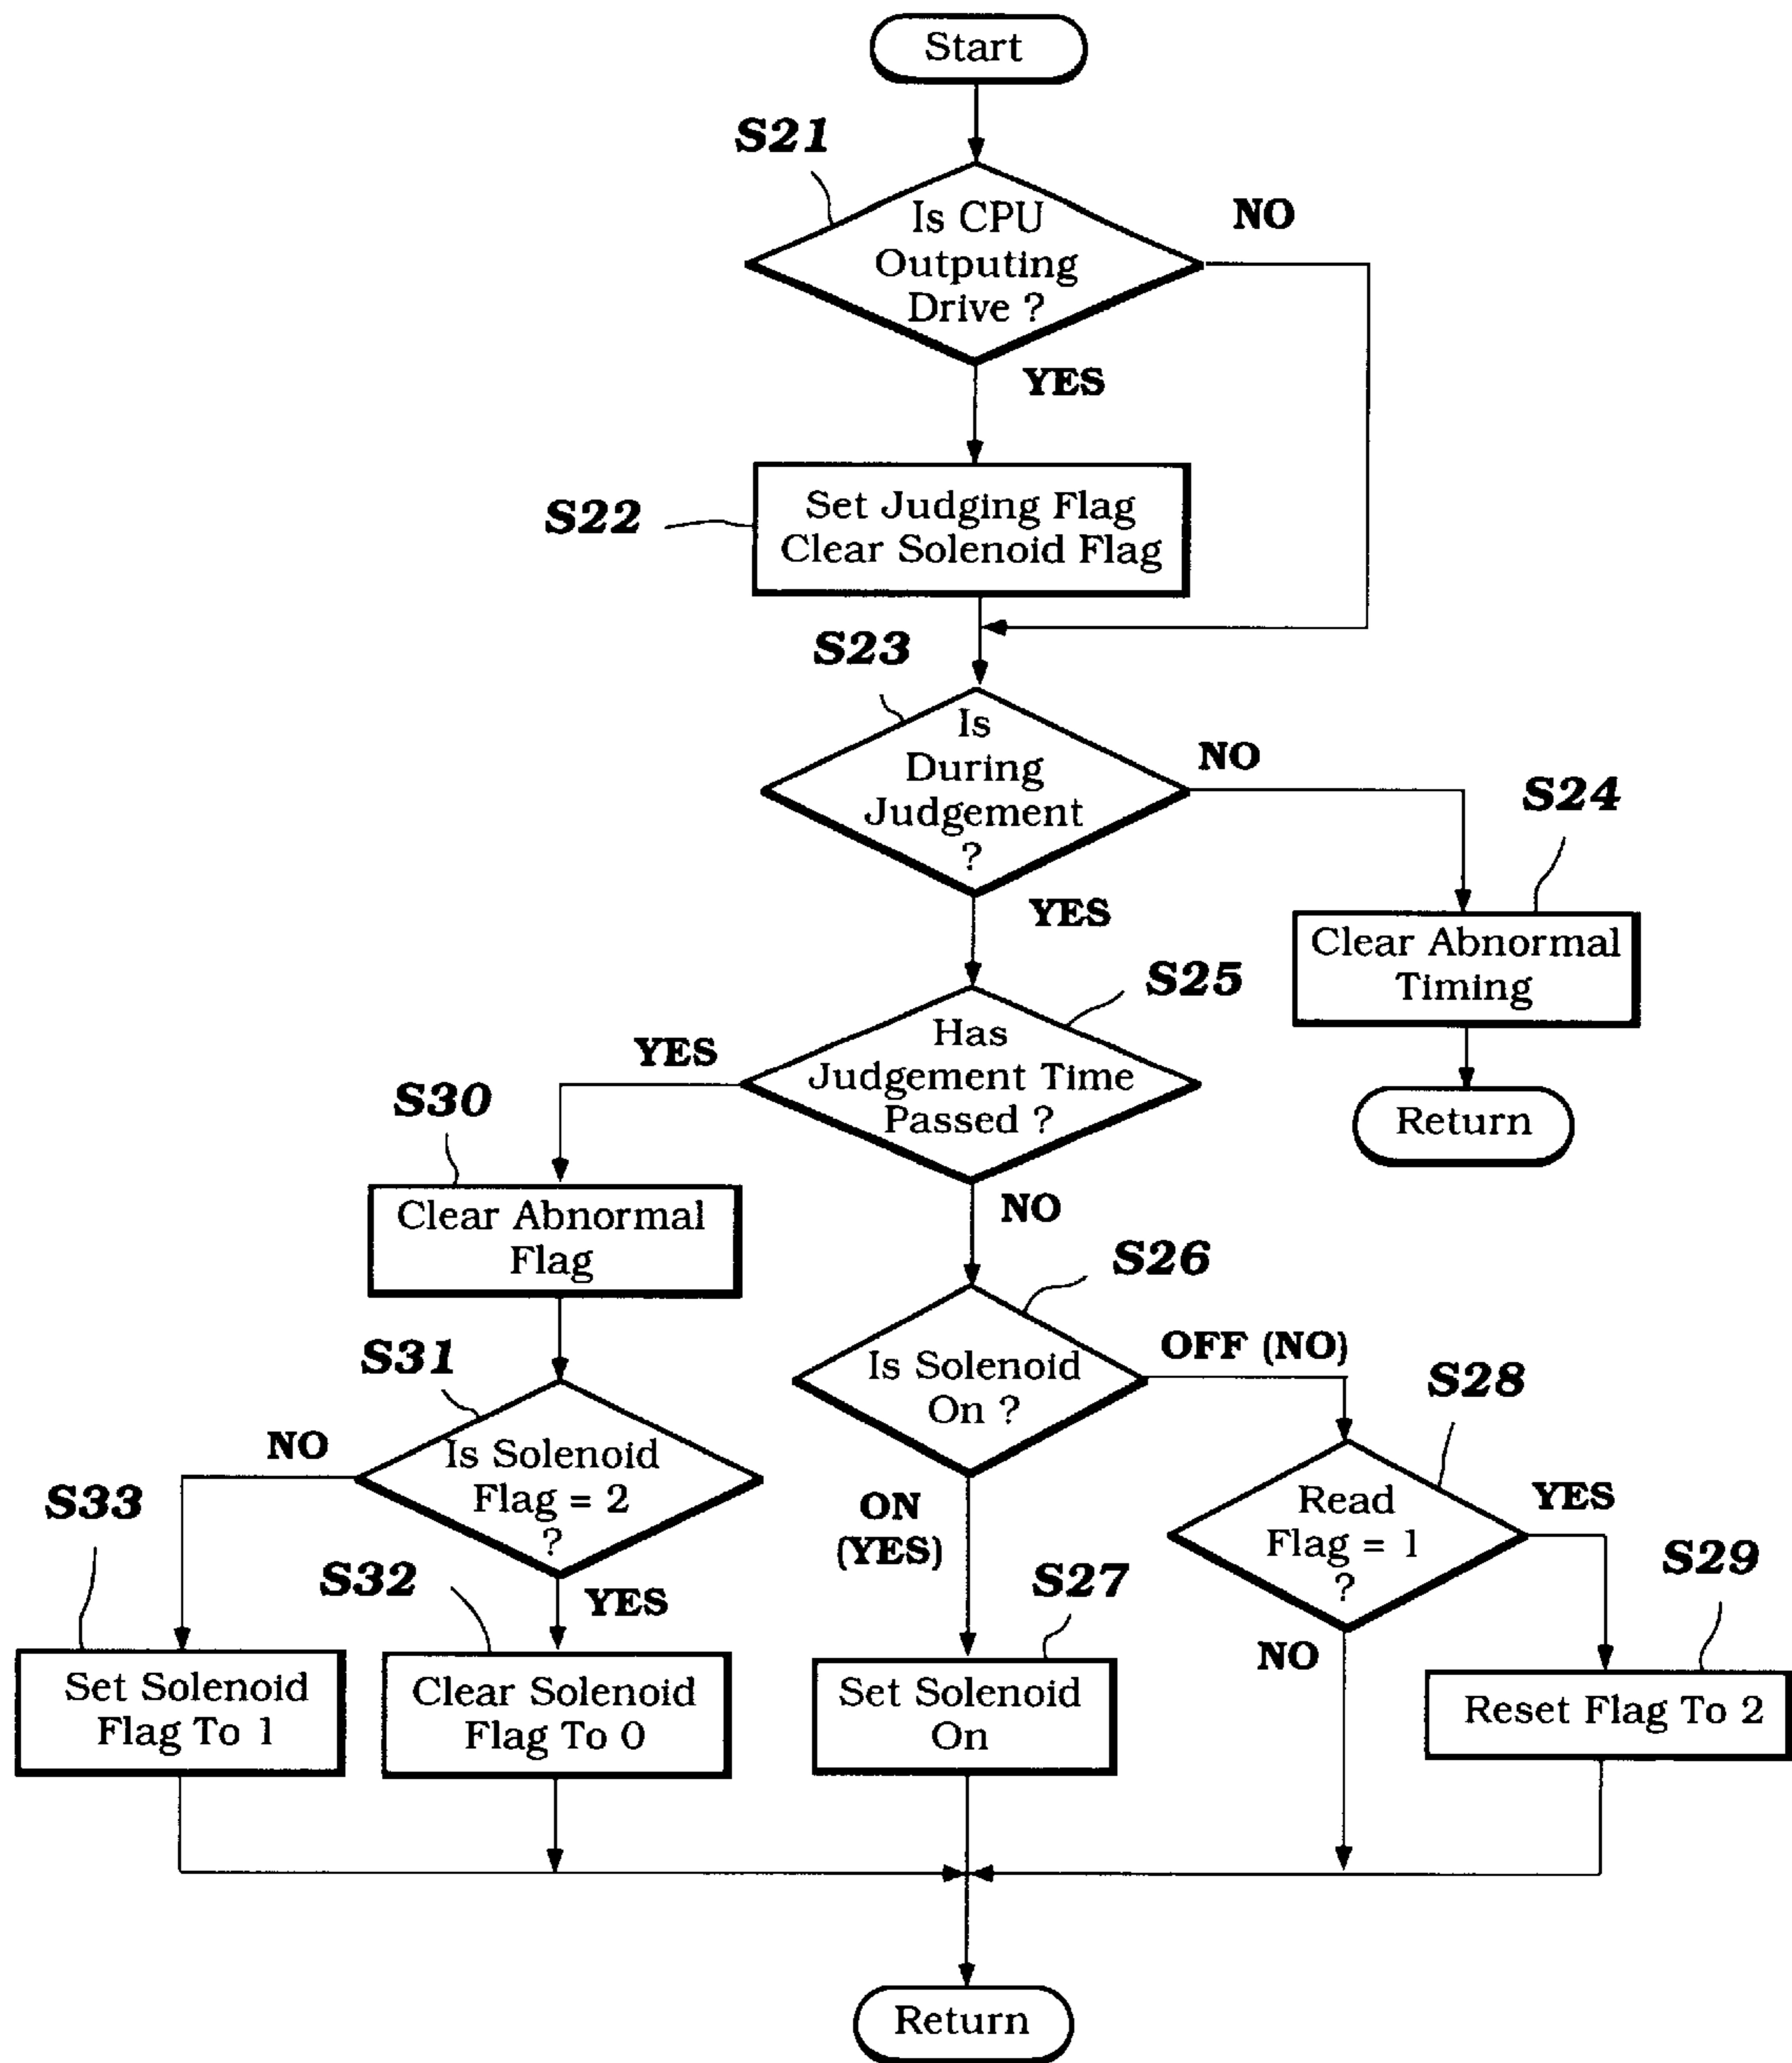 Start
S21
Is CPU
Outputing
Drive ?
NO
YES
S22
Set Judging Flag
Clear Solenoid Flag
S23
Is
During
Judgement
?
NO
YES
S24
Clear Abnormal
Timing
Return
S25
Has
Judgement Time
Passed ?
YES
NO
S30
Clear Abnormal
Flag
S26
Is Solenoid
On ?
OFF (NO)
ON
(YES)
S31
Is Solenoid
Flag = 2
?
NO
YES
S28
Read
Flag = 1
?
YES
NO
S33
Set Solenoid
Flag To 1
S32
Clear Solenoid
Flag To 0
S27
Set Solenoid
On
S29
Reset Flag To 2
Return